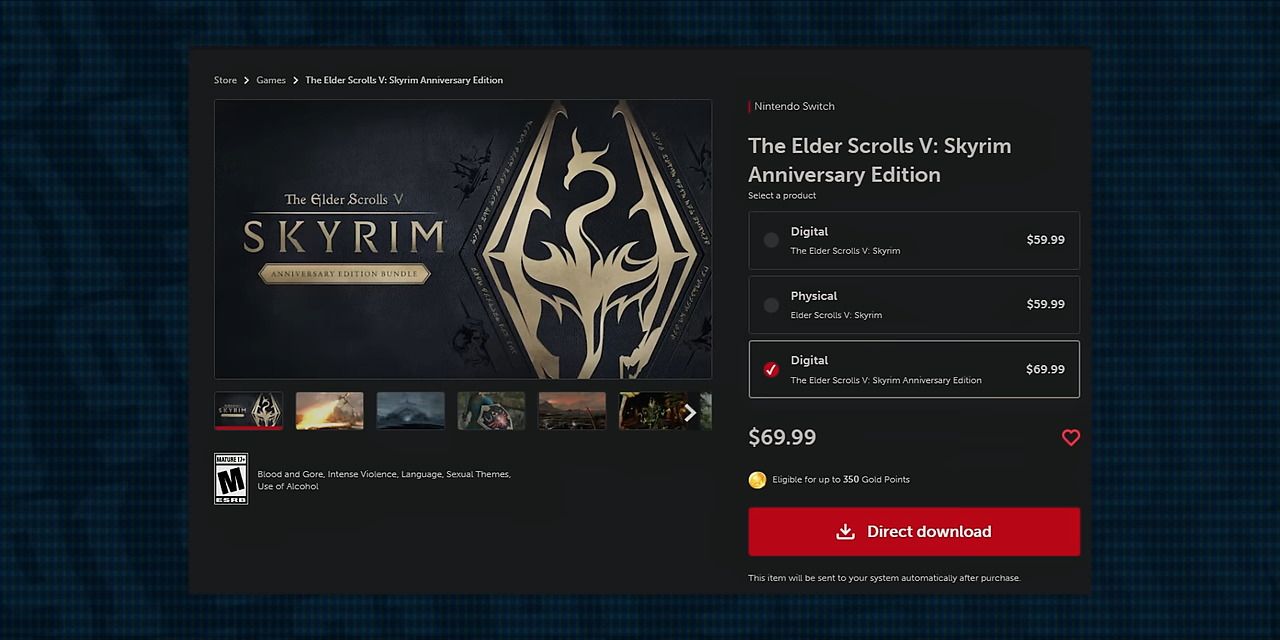 Store > Games > The Elder Scrolls V: Skyrim Anniversary Edition
The Elder Scrolls V
SKYRIM
ANNIVERSARY EDITION BUNDLE
SKYRIM
MATURE 17+
M
ESRB
Blood and Gore, Intense Violence, Language, Sexual Themes,
Use of Alcohol
Nintendo Switch
The Elder Scrolls V: Skyrim
Anniversary Edition
Select a product
Digital
The Elder Scrolls V: Skyrim
$59.99
Physical
Elder Scrolls V: Skyrim
$59.99
Digital
The Elder Scrolls V: Skyrim Anniversary Edition
$69.99
$69.99
Eligible for up to 350 Gold Points
Direct download
This item will be sent to your system automatically after purchase.